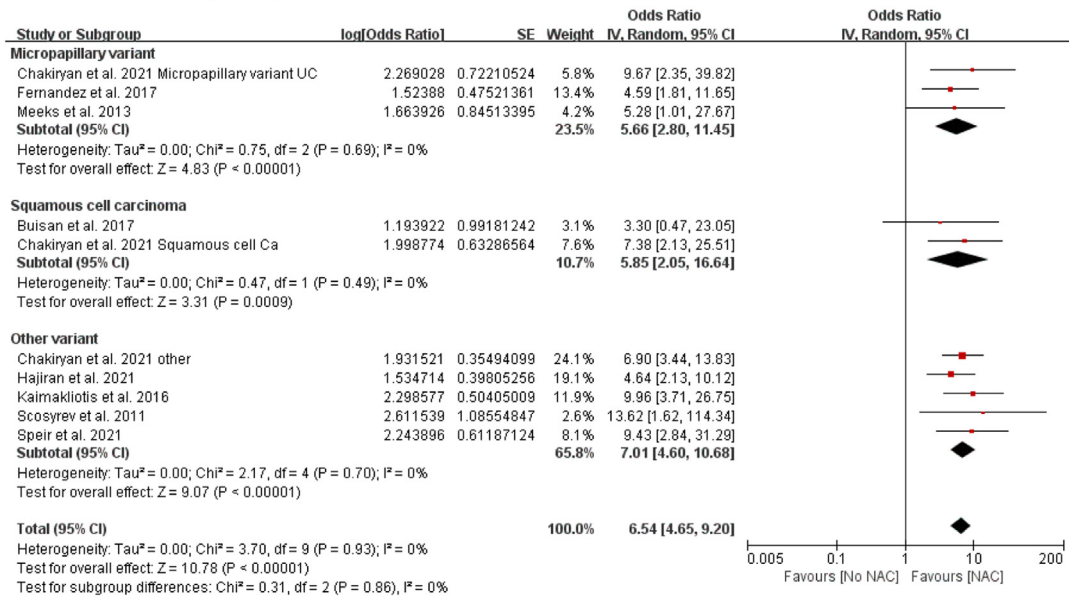 Odds Ratio Odds Ratio
Study or Subgroup log[Odds Ratio] SE Weight IV, Random, 95% CI IV, Random, 95% CI
Micropapillary variant
Chakiryan et al. 2021 Micropapillary variant UC 2.269028 0.72210524 5.8% 9.67 [2.35, 39.82]
Fernandez et al. 2017 1.52388 0.47521361 13.4% 4.59 [1.81, 11.65]
Meeks et al. 2013 1.663926 0.84513395 4.2% 5.28 [1.01, 27.67]
Subtotal (95% CI) 23.5% 5.66 [2.80, 11.45]
Heterogeneity: Tau² = 0.00; Chi² = 0.75, df = 2 (P = 0.69); I² = 0%
Test for overall effect: Z = 4.83 (P < 0.00001)
Squamous cell carcinoma
Buisan et al. 2017 1.193922 0.99181242 3.1% 3.30 [0.47, 23.05]
Chakiryan et al. 2021 Squamous cell Ca 1.998774 0.63286564 7.6% 7.38 [2.13, 25.51]
Subtotal (95% CI) 10.7% 5.85 [2.05, 16.64]
Heterogeneity: Tau² = 0.00; Chi² = 0.47, df = 1 (P = 0.49); I² = 0%
Test for overall effect: Z = 3.31 (P = 0.0009)
Other variant
Chakiryan et al. 2021 other 1.931521 0.35494099 24.1% 6.90 [3.44, 13.83]
Hajiran et al. 2021 1.534714 0.39805256 19.1% 4.64 [2.13, 10.12]
Kaimakliotis et al. 2016 2.298577 0.50405009 11.9% 9.96 [3.71, 26.75]
Scosyrev et al. 2011 2.611539 1.08554847 2.6% 13.62 [1.62, 114.34]
Speir et al. 2021 2.243896 0.61187124 8.1% 9.43 [2.84, 31.29]
Subtotal (95% CI) 65.8% 7.01 [4.60, 10.68]
Heterogeneity: Tau² = 0.00; Chi² = 2.17, df = 4 (P = 0.70); I² = 0%
Test for overall effect: Z = 9.07 (P < 0.00001)
Total (95% CI) 100.0% 6.54 [4.65, 9.20]
Heterogeneity: Tau² = 0.00; Chi² = 3.70, df = 9 (P = 0.93); I² = 0%
Test for overall effect: Z = 10.78 (P < 0.00001)
Test for subgroup differences: Chi² = 0.31, df = 2 (P = 0.86), I² = 0%
0.005 0.1 1 10 200
Favours [No NAC] Favours [NAC]